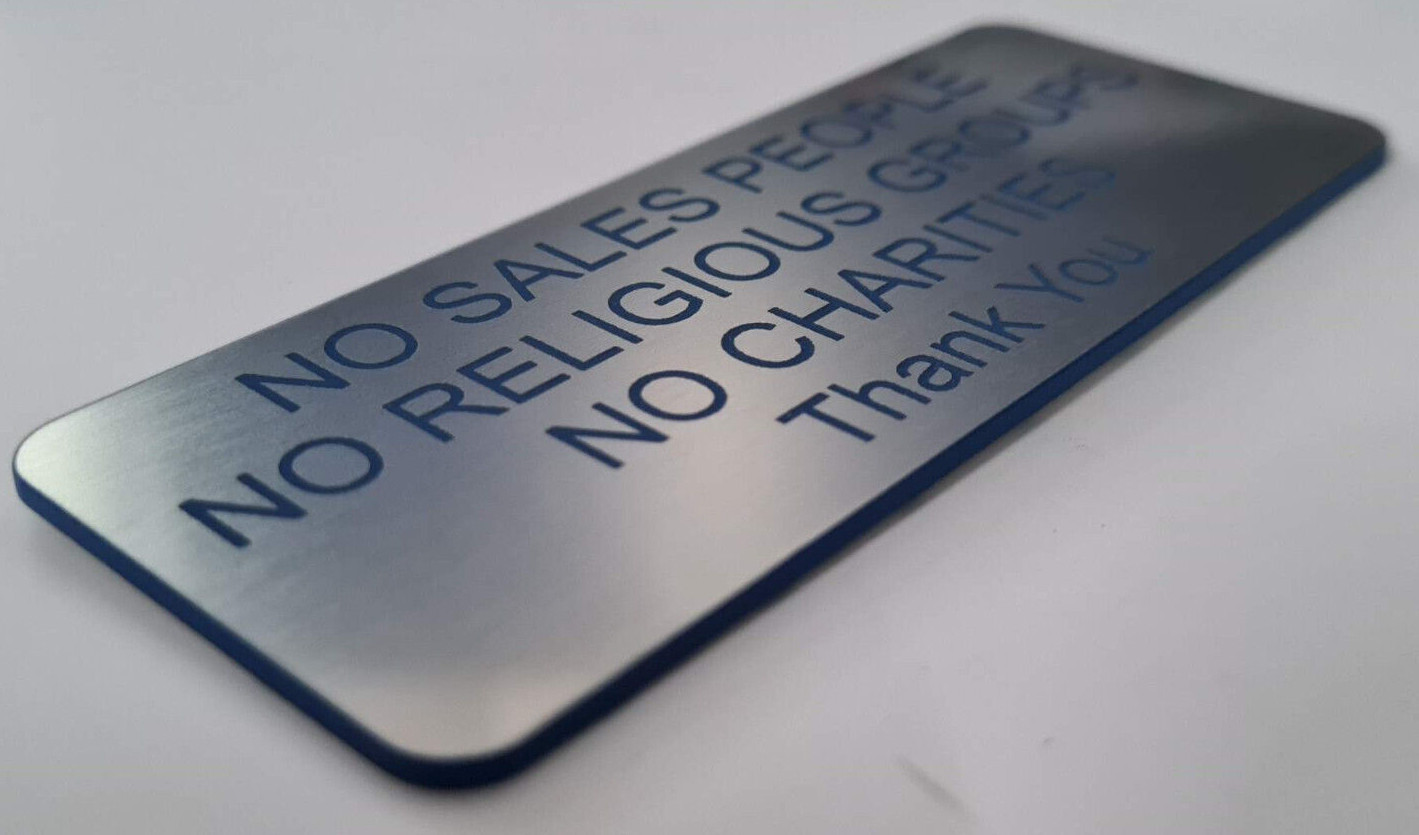 NO SALES PEOPLE
NO RELIGIOUS GROUPS
NO CHARITIES
Thank You